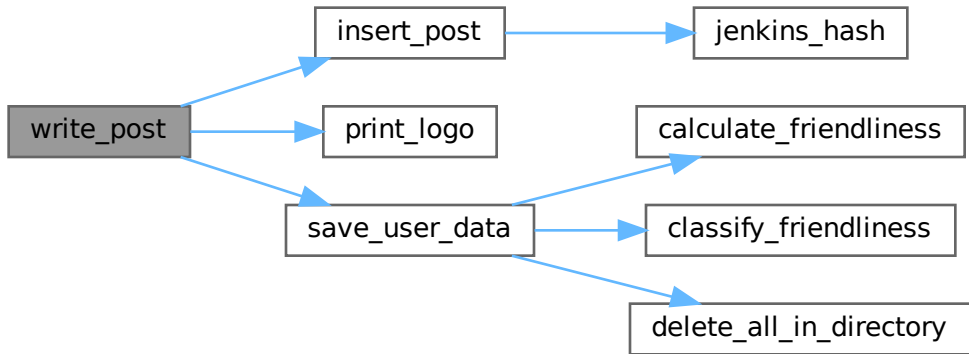 insert_post
jenkins_hash
write_post
print_logo
calculate_friendliness
save_user_data
classify_friendliness
delete_all_in_directory